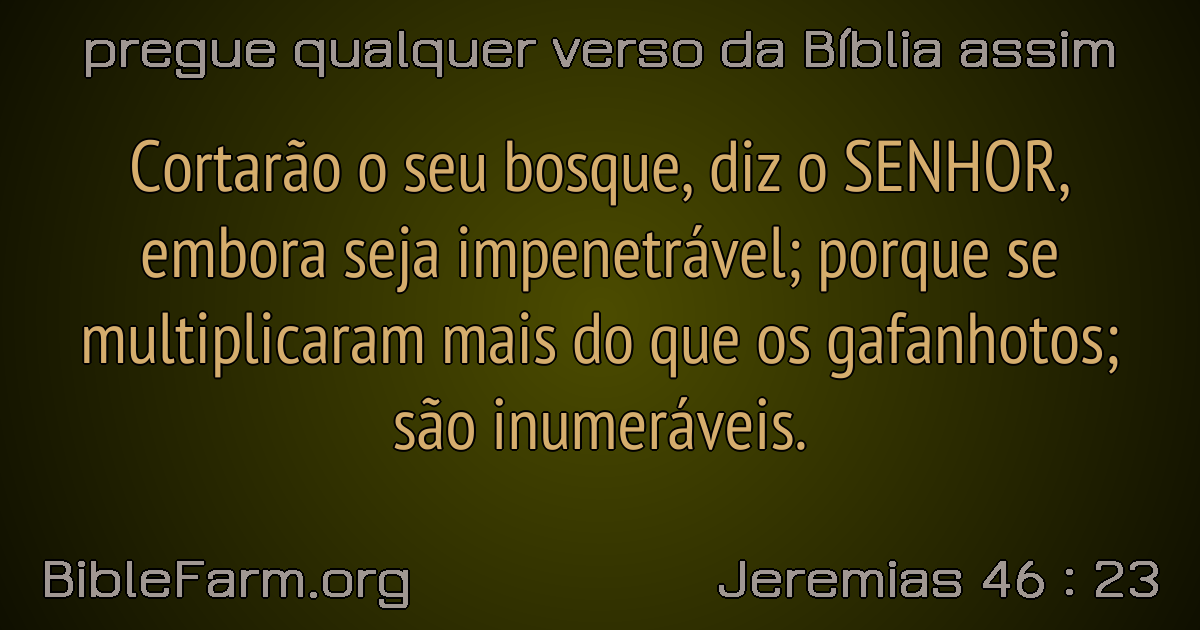 pregue qualquer verso da Bíblia assim
Cortarão o seu bosque, diz o SENHOR,
embora seja impenetrável; porque se
multiplicaram mais do que os gafanhotos;
são inumeráveis.
BibleFarm.org
Jeremias 46 : 23